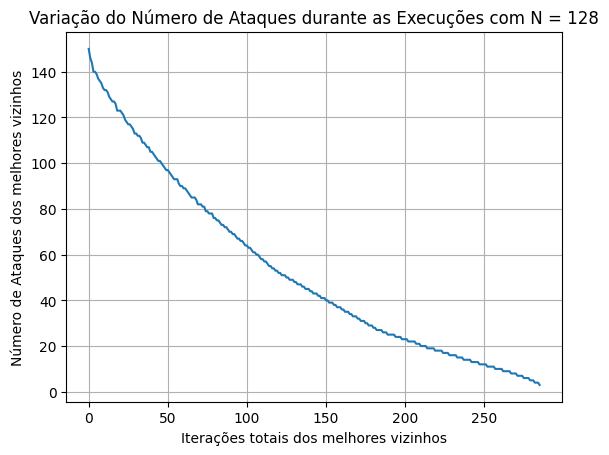 Variação do Número de Ataques durante as Execuções com N = 128
Número de Ataques dos melhores vizinhos
140
120
100
80
60
40
20
0
0 50 100 150 200 250
Iterações totais dos melhores vizinhos